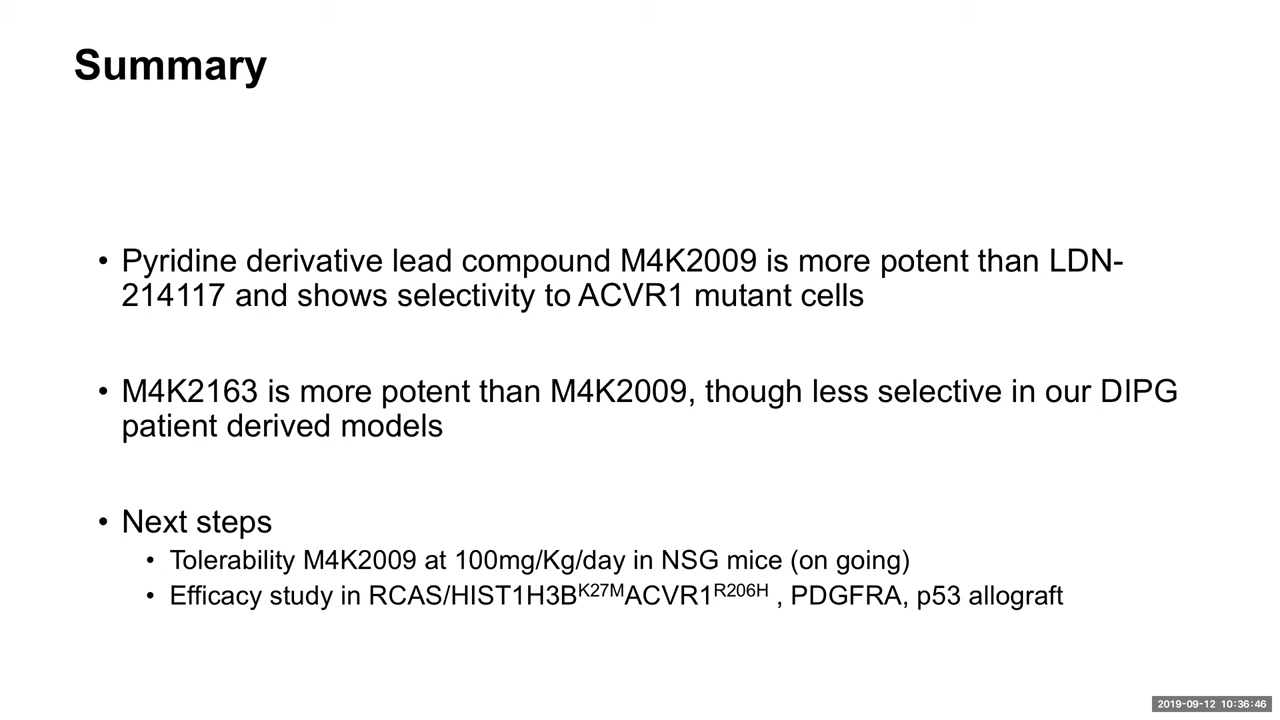 Summary
• Pyridine derivative lead compound M4K2009 is more potent than LDN-
214117 and shows selectivity to ACVR1 mutant cells
• M4K2163 is more potent than M4K2009, though less selective in our DIPG
patient derived models
• Next steps
• Tolerability M4K2009 at 100mg/Kg/day in NSG mice (on going)
• Efficacy study in RCAS/HIST1H3BK27MACVR1R206H , PDGFRA, p53 allograft
2019-09-12 10:36:46